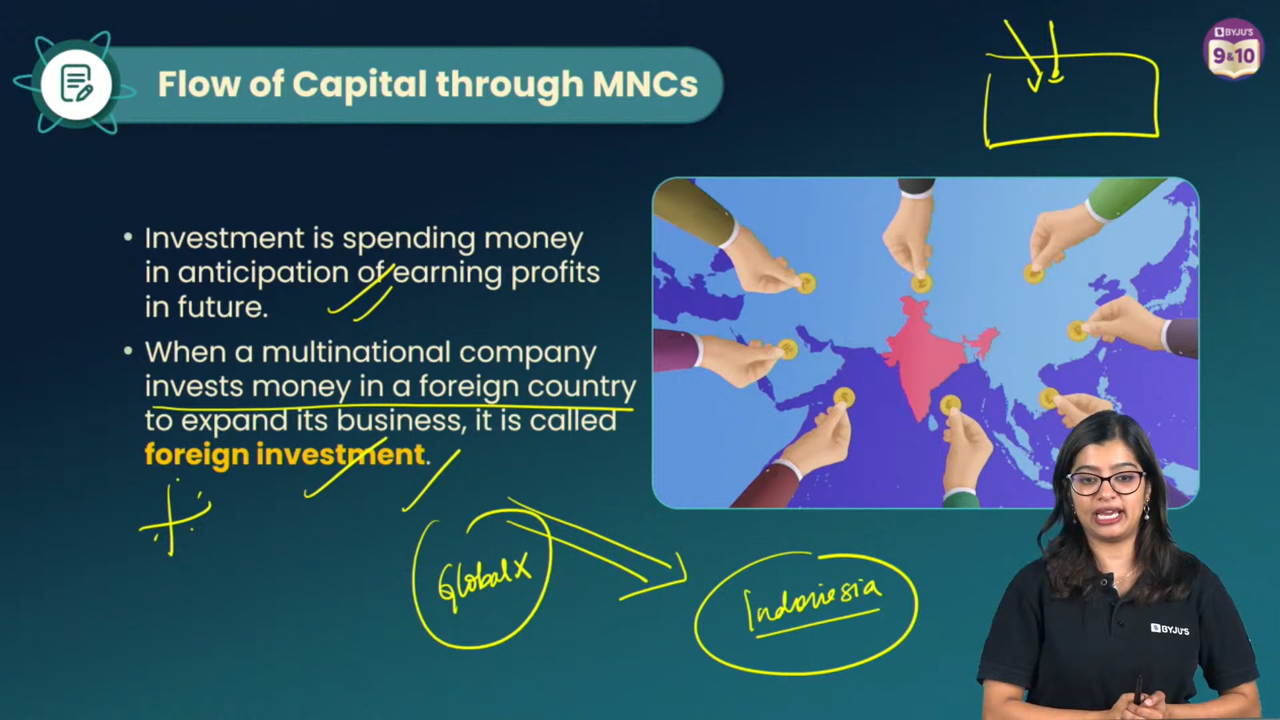 Flow of Capital through MNCs
BYJU'S
9&10
• Investment is spending money
in anticipation of earning profits
in future.
• When a multinational company
invests money in a foreign country
to expand its business, it is called
foreign investment.
GlobalX
Indonesia
BYJU'S